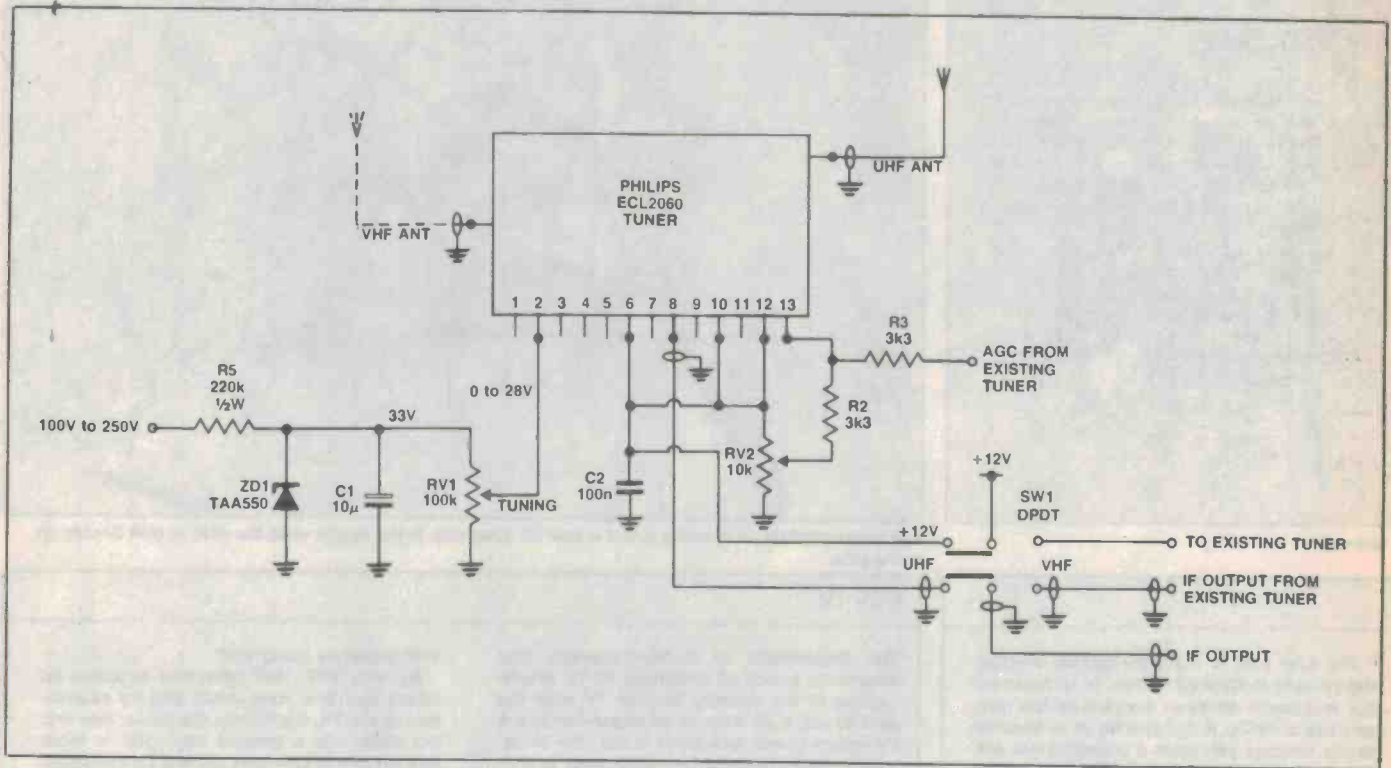 PHILIPS
ECL2060
TUNER
UHF ANT
VHF ANT
1 2 3 4 5 6 7 8 9 10 11 12 13
R3
3k3
AGC FROM
EXISTING
TUNER
R5
220k
½W
0 to 28V
33V
100V to 250V
R2
3k3
ZD1
TAA550
C1
10μ
RV1
100k
TUNING
C2
100n
RV2
10k
+12V
SW1
DPDT
+12V
TO EXISTING TUNER
UHF
VHF
IF OUTPUT FROM
EXISTING TUNER
IF OUTPUT